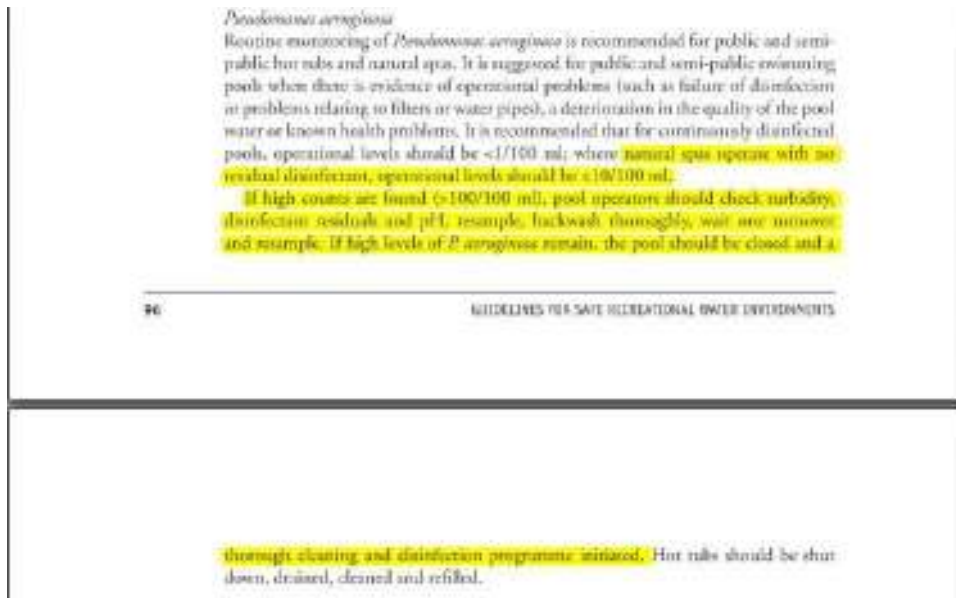 Pseudomonas aeruginosa
Routine monitoring of Pseudomonas aeruginosa is recommended for public and semi-
public hot tubs and natural spas. It is suggested for public and semi-public swimming
pools when there is evidence of operational problems (such as failure of disinfection
or problems relating to filters or water pipes), a deterioration in the quality of the pool
water or known health problems. It is recommended that for continuously disinfected
pools, operational levels should be <1/100 ml; where natural spas operate with no
residual disinfectant, operational levels should be <10/100 ml.
If high counts are found (>100/100 ml), pool operators should check turbidity,
disinfectant residuals and pH, resample, backwash thoroughly, wait one turnover
and resample. If high levels of P. aeruginosa remain, the pool should be closed and a
96
GUIDELINES FOR SAFE RECREATIONAL WATER ENVIRONMENTS
thorough cleaning and disinfection programme initiated. Hot tubs should be shut
down, drained, cleaned and refilled.